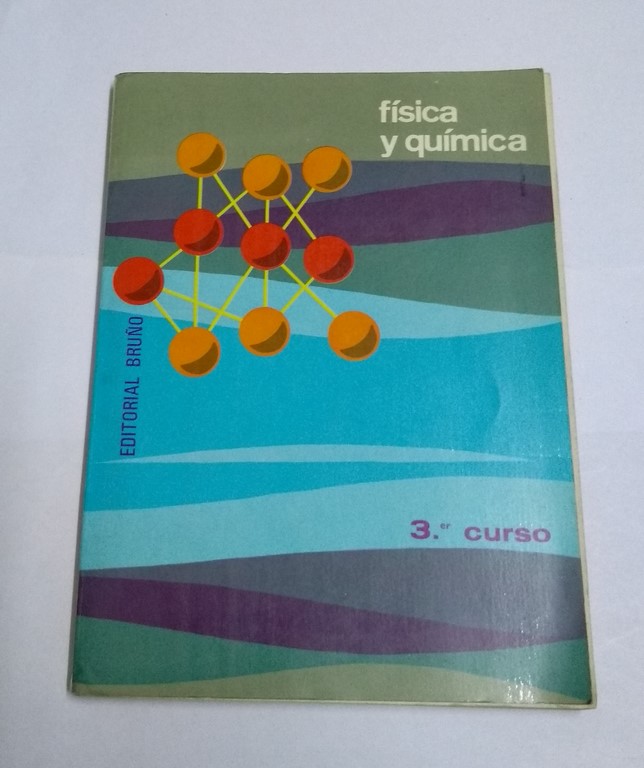 física
y química
EDITORIAL BRUÑO
3.er curso